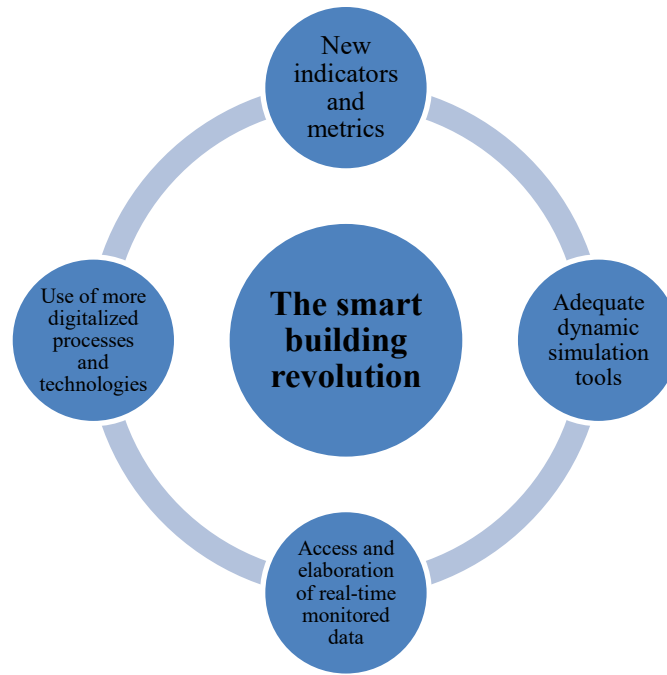 New
indicators
and
metrics
Use of more
digitalized
processes
and
technologies
The smart
building
revolution
Adequate
dynamic
simulation
tools
Access and
elaboration
of real-time
monitored
data